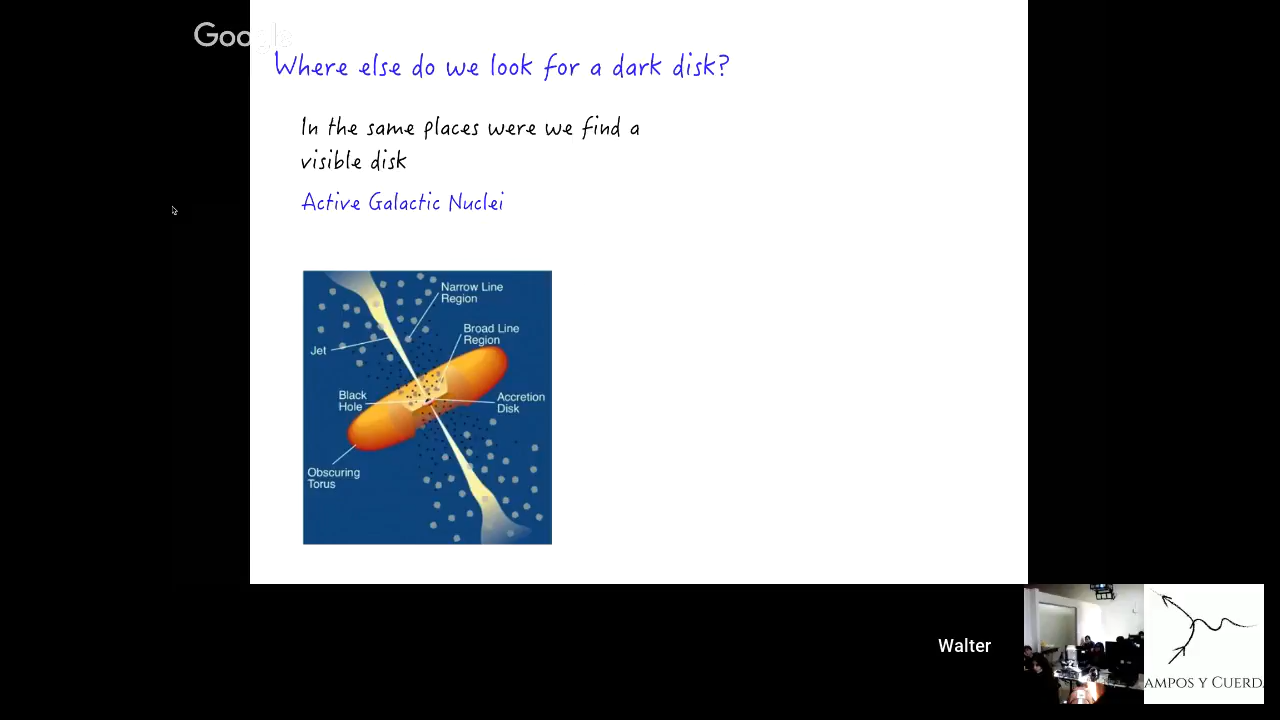 Google
Where else do we look for a dark disk?
In the same places were we find a
visible disk
Active Galactic Nuclei
Narrow Line
Region
Broad Line
Region
Jet
Black
Hole
Accretion
Disk
Obscuring
Torus
Walter
AMPOS Y CUERD